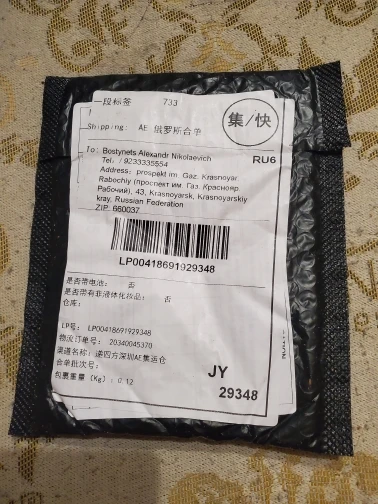 一段标签 733
集/快
Shipping: AE 俄罗斯合单
To: Bostynets Alexandr Nikolaevich
RU6
Tel: /9233335554
Address: prospekt im Gaz. Krasnoyar
Rabochiy (проспект им. Газ. Краснояр.
Рабочий), 43, Krasnoyarsk, Krasnoyarskiy
kray, Russian Federation
ZIP: 660037
LP00418691929348
是否带电池： 否
是否带有非液体化妆品： 否
仓库：
LP号： LP00418691929348
物流订单号： 20340045370
渠道名称：递四方深圳AE集运仓
合单批次号：
包裹重量（Kg）：0.12
JY
29348